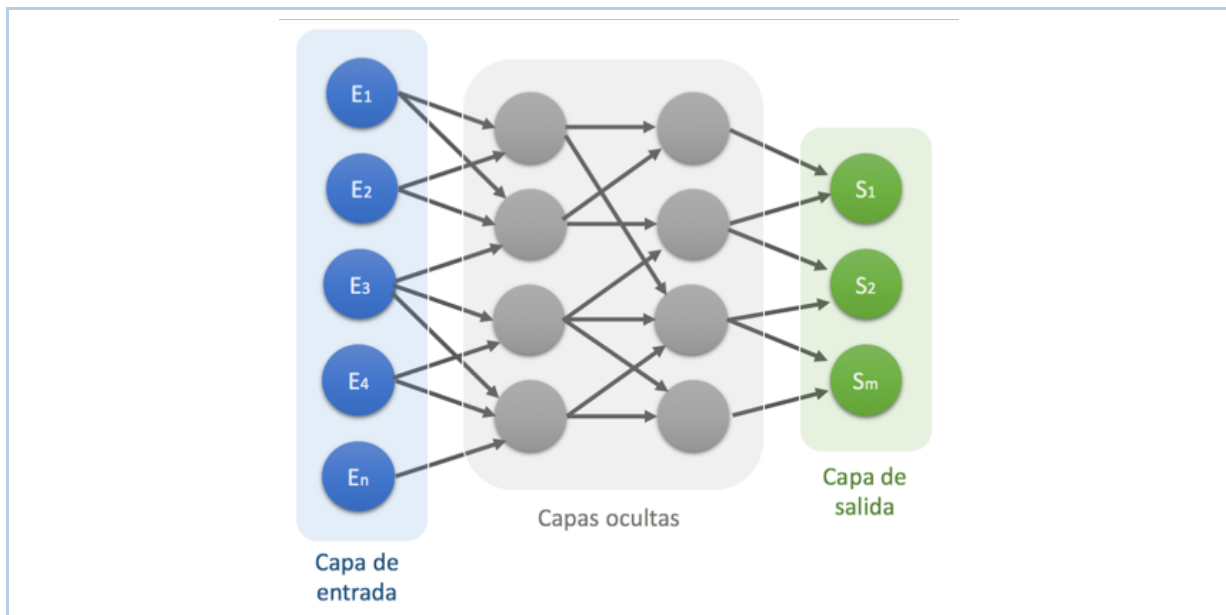 E1
E2
E3
E4
En
S1
S2
Sm
Capas ocultas
Capa de
salida
Capa de
entrada